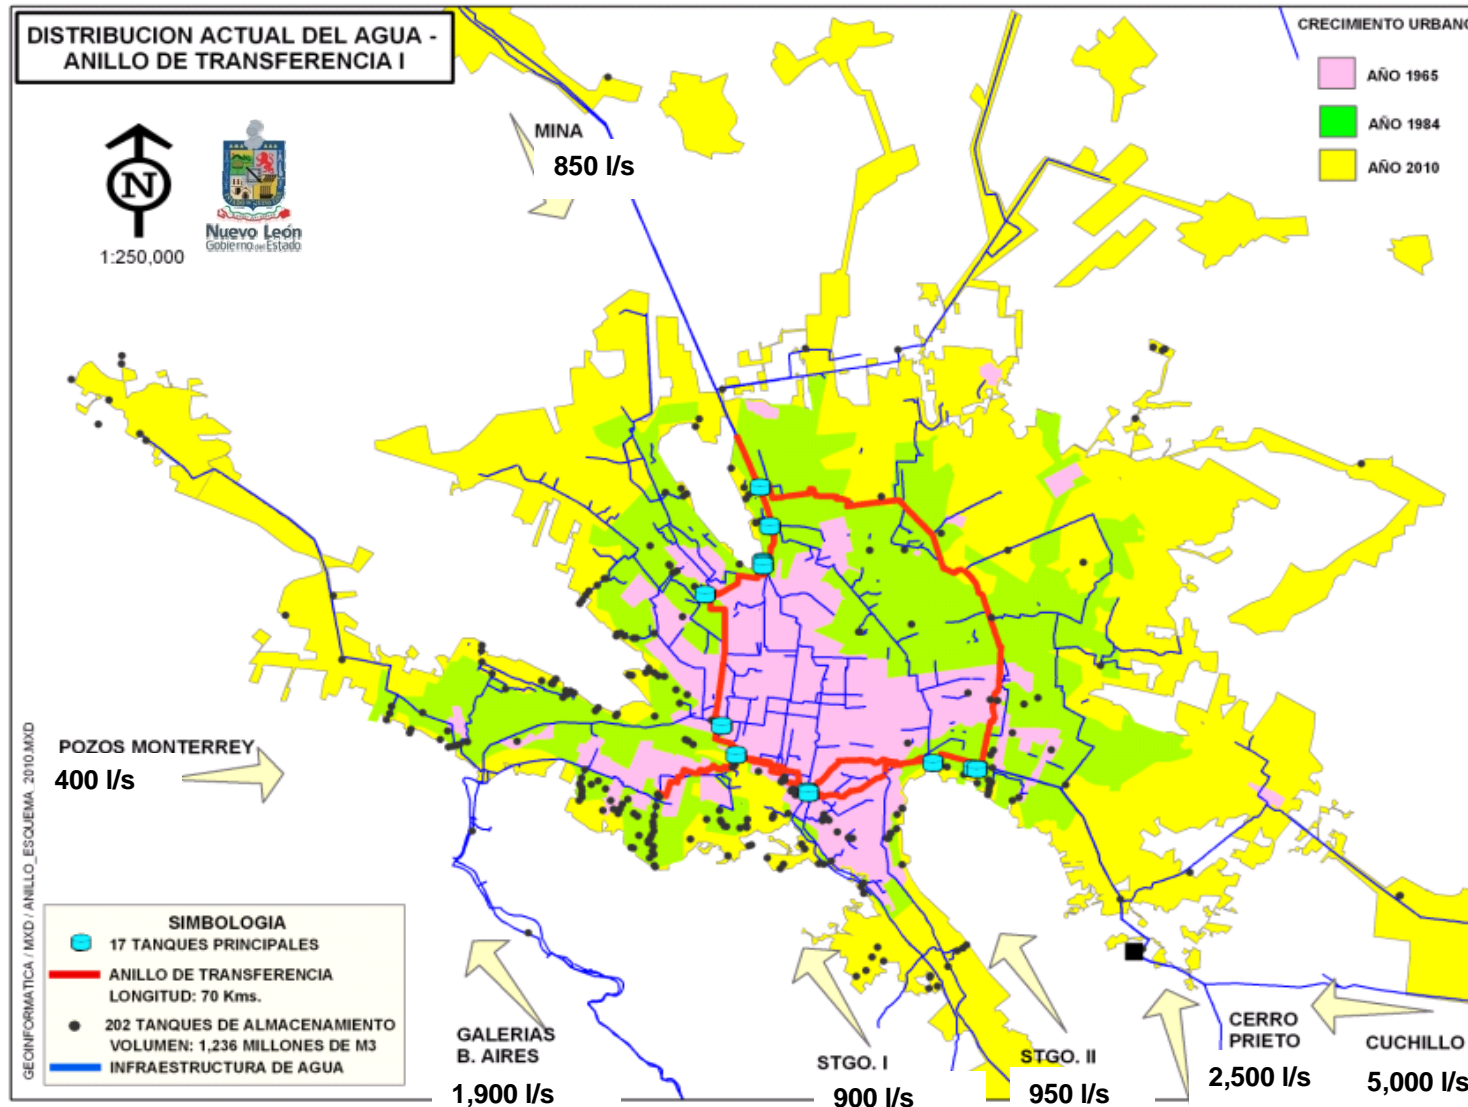 DISTRIBUCION ACTUAL DEL AGUA -
ANILLO DE TRANSFERENCIA I
CRECIMIENTO URBANO
AÑO 1965
AÑO 1984
AÑO 2010
N
1:250,000
Nuevo León
Gobierno del Estado
MINA
850 l/s
POZOS MONTERREY
400 l/s
GEOINFORMATICA / MXD / ANILLO_ESQUEMA_2010.MXD
SIMBOLOGIA
17 TANQUES PRINCIPALES
ANILLO DE TRANSFERENCIA
LONGITUD: 70 Kms.
202 TANQUES DE ALMACENAMIENTO
VOLUMEN: 1,236 MILLONES DE M3
INFRAESTRUCTURA DE AGUA
GALERIAS
B. AIRES
1,900 l/s
STGO. I
900 l/s
STGO. II
950 l/s
CERRO
PRIETO
2,500 l/s
CUCHILLO
5,000 l/s